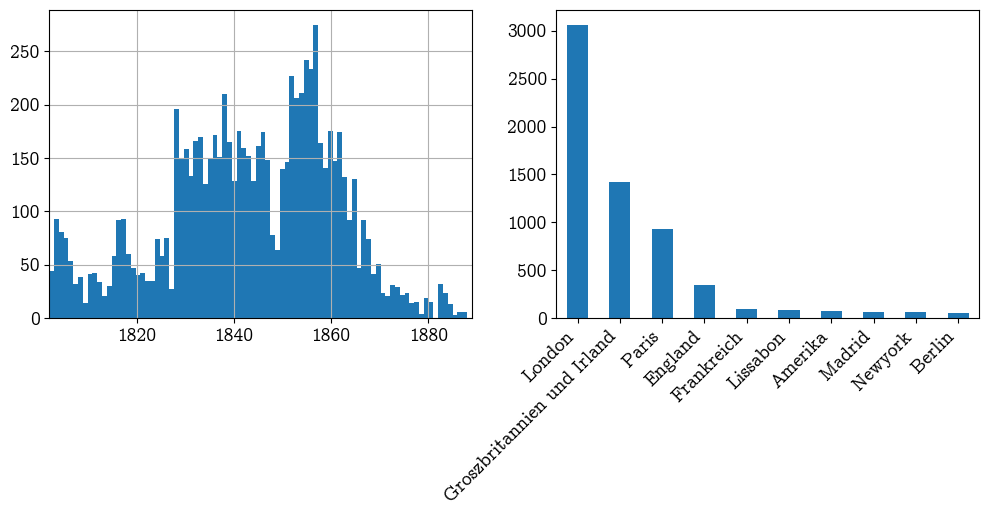 250
200
150
100
50
0
1820 1840 1860 1880
3000
2500
2000
1500
1000
500
0
London
Groszbritannien und Irland
Paris
England
Frankreich
Lissabon
Amerika
Madrid
Newyork
Berlin